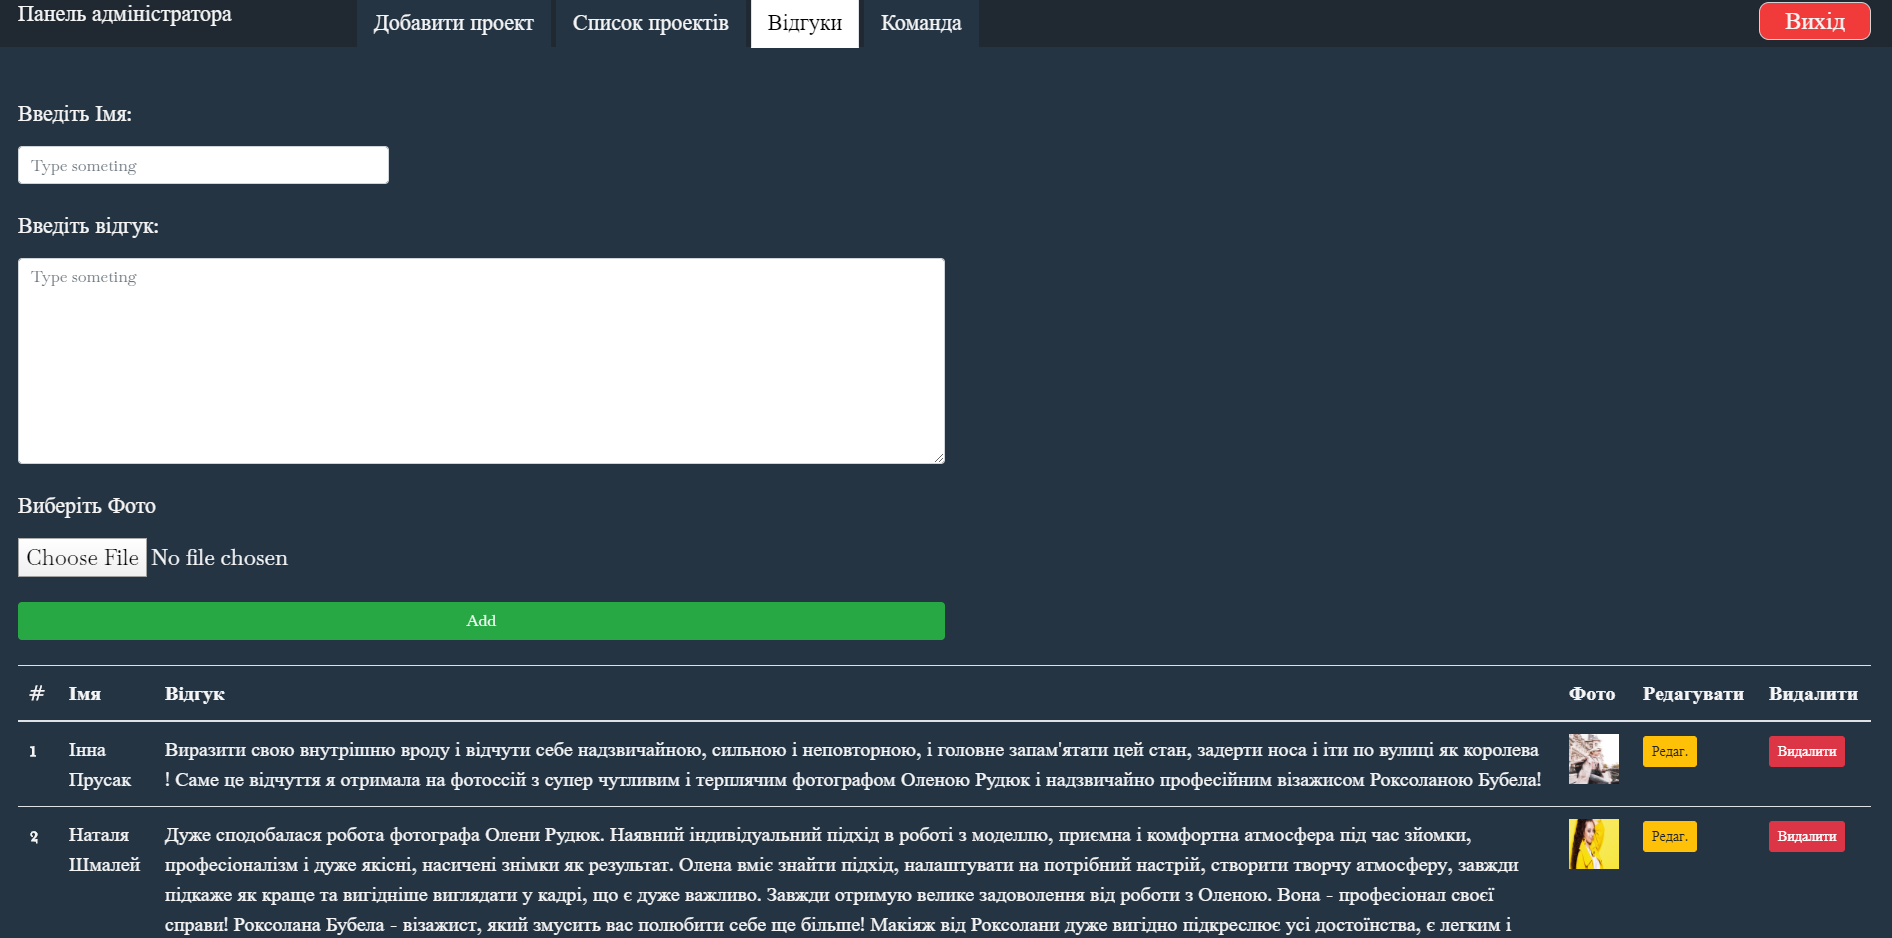 Панель адміністратора
Добавити проект
Список проектів
Відгуки
Команда
Вихід
Введіть Імя:
Type someting
Введіть відгук:
Type someting
Виберіть Фото
Choose File No file chosen
Add
# Імя Відгук Фото Редагувати Видалити
1 Інна Виразити свою внутрішню вроду і відчути себе надзвичайною, сильною і неповторною, і головне запам'ятати цей стан, задерти носа і іти по вулиці як королева Редаг. Видалити
Прусак ! Саме це відчуття я отримала на фотоссій з супер чутливим і терплячим фотографом Оленою Рудюк і надзвичайно професійним візажисом Роксоланою Бубела!
2 Наталя Дуже сподобалася робота фотографа Олени Рудюк. Наявний індивідуальний підхід в роботі з моделлю, приємна і комфортна атмосфера під час зйомки, Редаг. Видалити
Шмалей професіоналізм і дуже якісні, насичені знімки як результат. Олена вміє знайти підхід, налаштувати на потрібний настрій, створити творчу атмосферу, завжди
підкаже як краще та вигідніше виглядати у кадрі, що є дуже важливо. Завжди отримую велике задоволення від роботи з Оленою. Вона - професіонал своєї
справи! Роксолана Бубела - візажист, який змусить вас полюбити себе ще більше! Макіяж від Роксолани дуже вигідно підкреслює усі достоїнства, є легким і